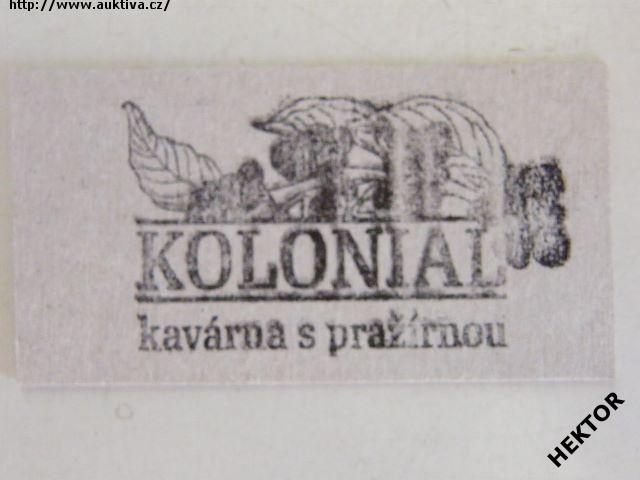 http://www.auktiva.cz/
KOLONIAL
kavárna s pražírnou
HEKTOR